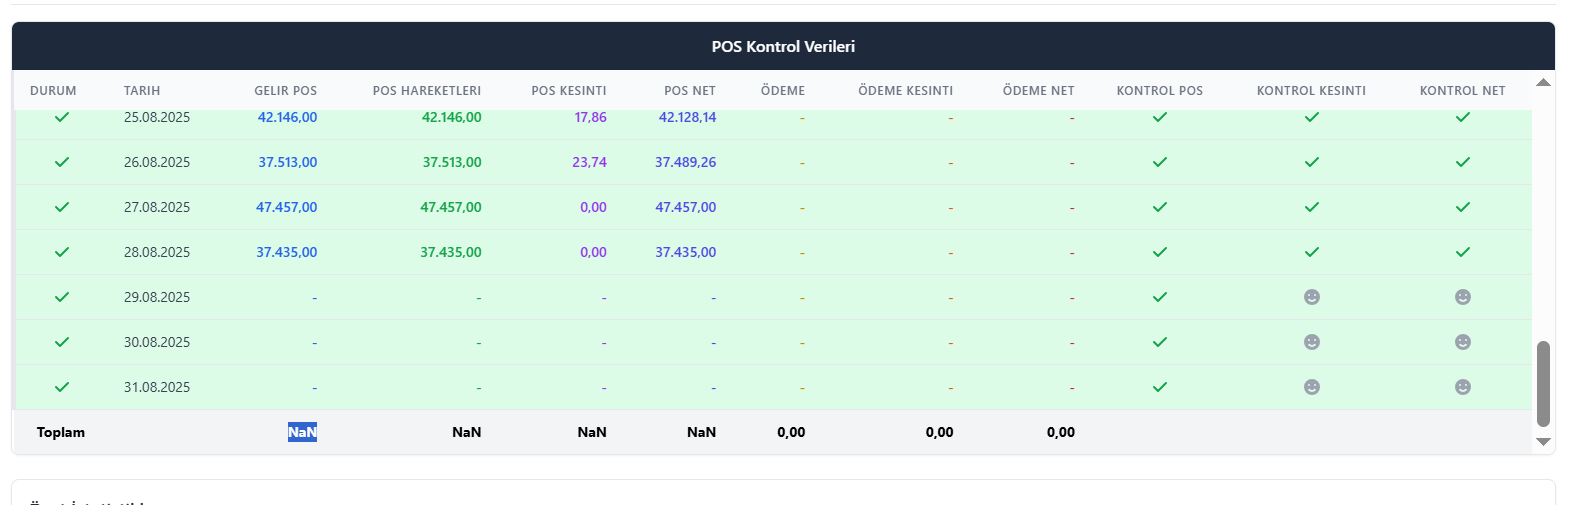 POS Kontrol Verileri
DURUM TARIH GELIR POS POS HAREKETLERI POS KESINTI POS NET ÖDEME ÖDEME KESINTI ÖDEME NET KONTROL POS KONTROL KESINTI KONTROL NET
25.08.2025 42.146,00 42.146,00 17,86 42.128,14 - - -
26.08.2025 37.513,00 37.513,00 23,74 37.489,26 - - -
27.08.2025 47.457,00 47.457,00 0,00 47.457,00 - - -
28.08.2025 37.435,00 37.435,00 0,00 37.435,00 - - -
29.08.2025 - - - - - - -
30.08.2025 - - - - - - -
31.08.2025 - - - - - - -
Toplam NaN NaN NaN NaN 0,00 0,00 0,00